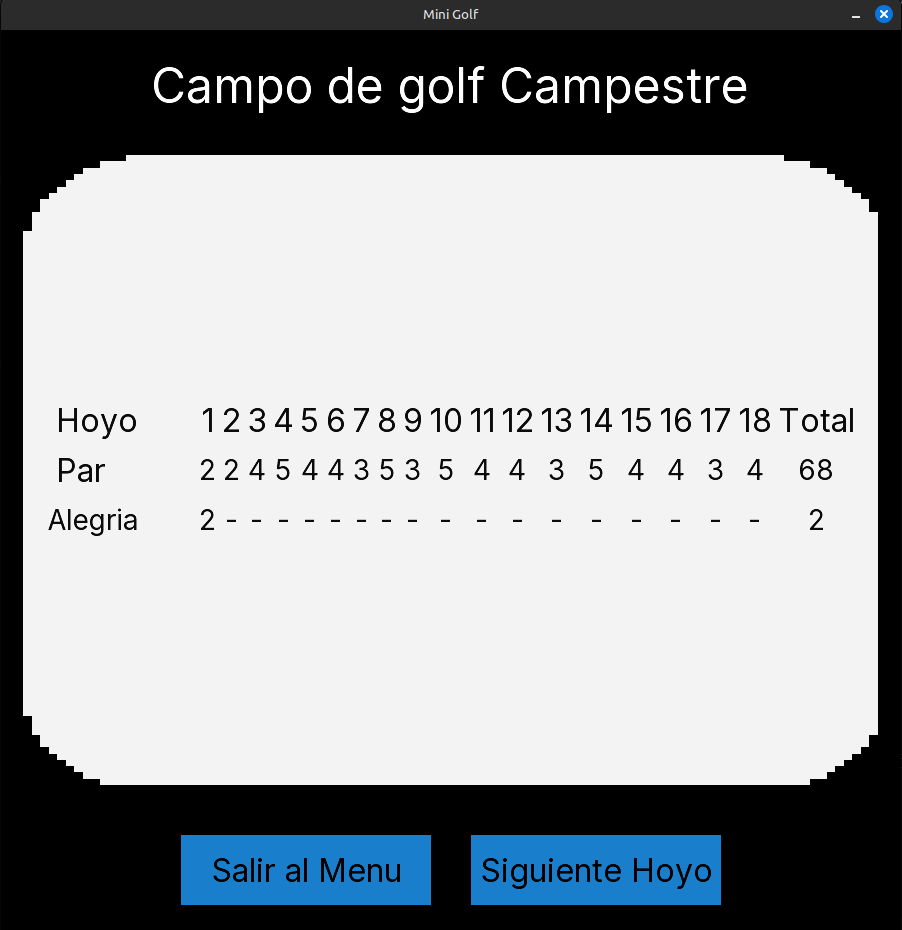 Mini Golf
Campo de golf Campestre
Hoyo 1 2 3 4 5 6 7 8 9 10 11 12 13 14 15 16 17 18 Total
Par 2 2 4 5 4 4 3 5 3 5 4 4 3 5 4 4 3 4 68
Alegria 2 - - - - - - - - - - - - - - - - - 2
Salir al Menu
Siguiente Hoyo